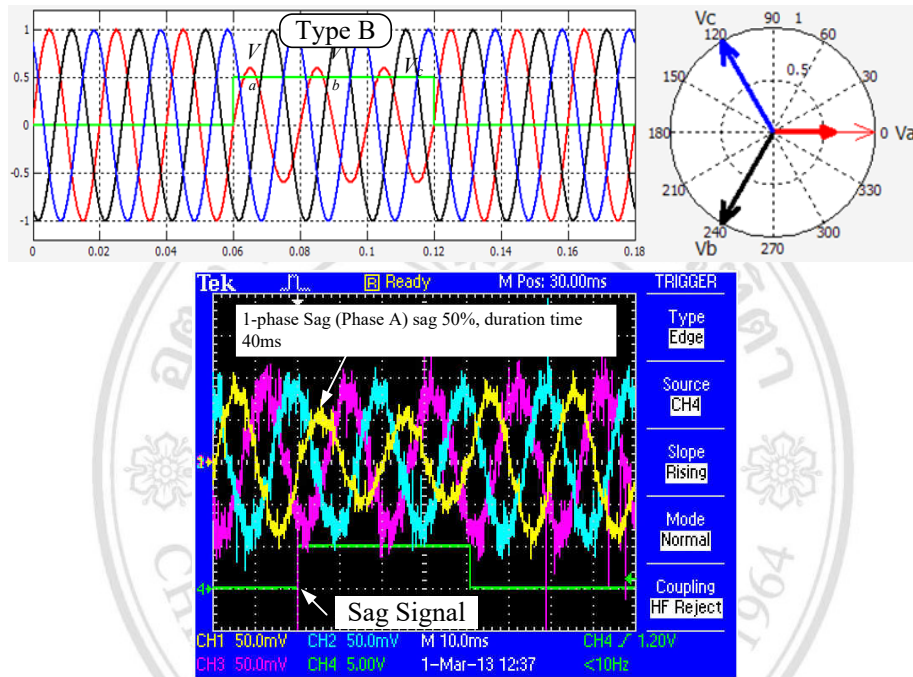 Type B
1
0.5
0
-0.5
-1
V a
V b
V c
0 0.02 0.04 0.06 0.08 0.1 0.12 0.14 0.16 0.18
90 1
120 60
Vc
0.5
150 30
180 0 Va
210 330
240 300
Vb
270
Tek R Ready M Pos: 30.00ms TRIGGER
1-phase Sag (Phase A) sag 50%, duration time
40ms
Type
Edge
Source
CH4
Slope
Rising
Mode
Normal
Coupling
HF Reject
4
Sag Signal
CH1 50.0mV CH2 50.0mV M 10.0ms CH4 1.20V
CH3 50.0mV CH4 5.00V 1-Mar-13 12:37 <10Hz
1964